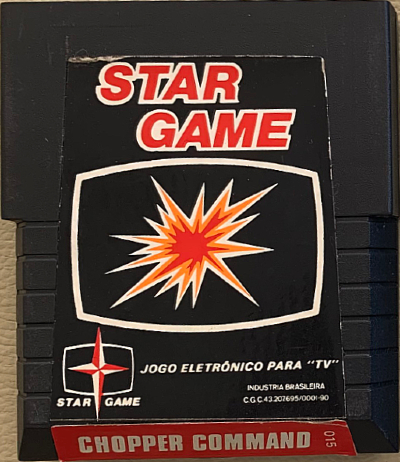 STAR
GAME
JOGO ELETRÔNICO PARA "TV"
STAR GAME
INDUSTRIA BRASILEIRA
C.G.C.43.207695/0001-90
CHOPPER COMMAND 015